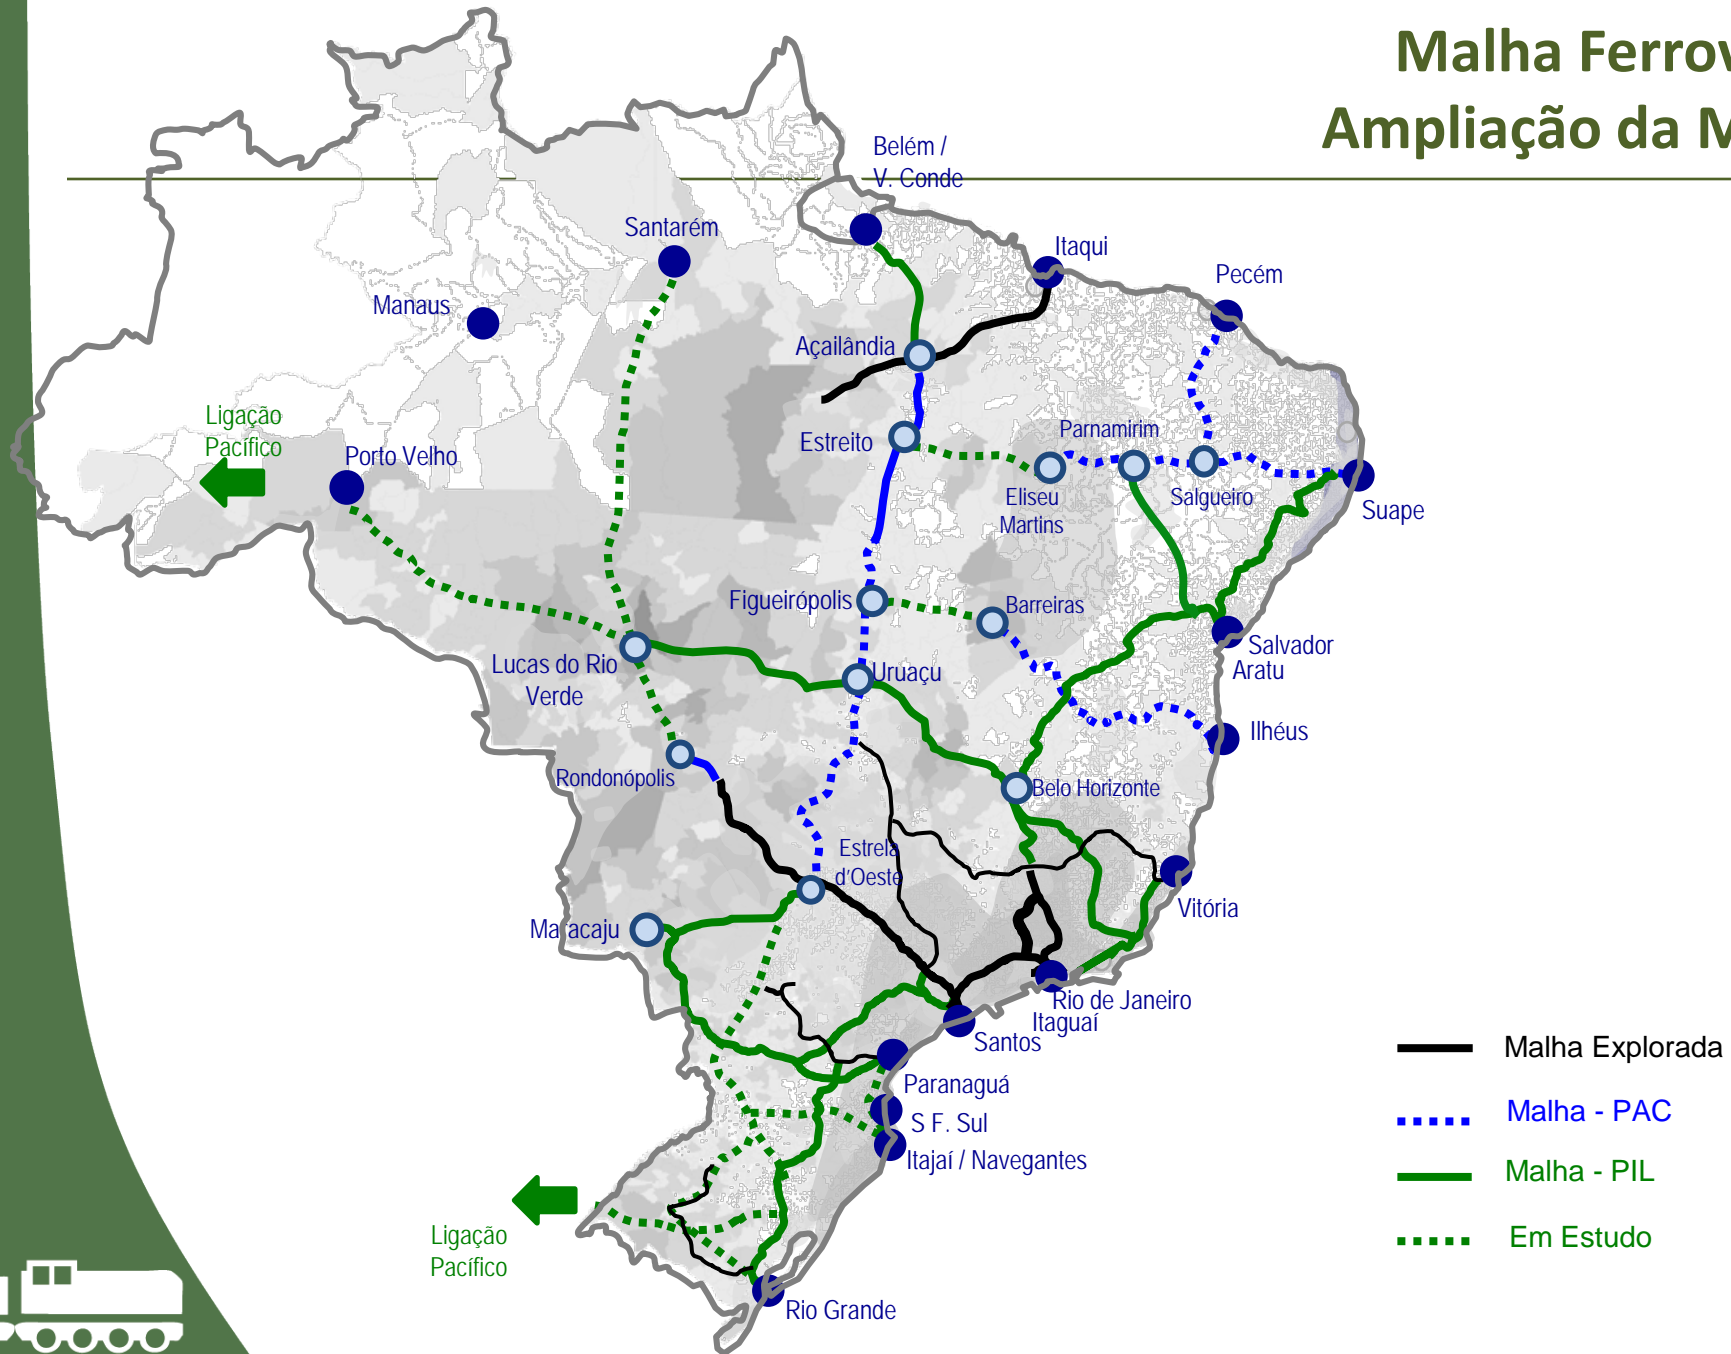 Malha Ferrov
Ampliação da M
Belém /
V. Conde
Santarém
Itaqui
Pecém
Manaus
Açailândia
Ligação
Pacífico
Porto Velho
Estreito
Parnamirim
Eliseu
Martins
Salgueiro
Suape
Figueirópolis
Barreiras
Lucas do Rio
Verde
Uruaçu
Salvador
Aratu
Ilhéus
Rondonópolis
Belo Horizonte
Estrela
d'Oeste
Maracaju
Vitória
Rio de Janeiro
Itaguaí
Santos
Paranaguá
S F. Sul
Itajaí / Navegantes
Ligação
Pacífico
Rio Grande
Malha Explorada
Malha - PAC
Malha - PIL
Em Estudo